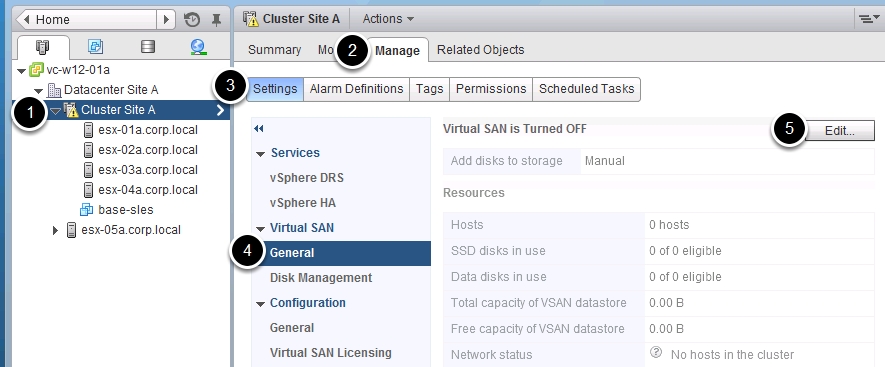 Home
vc-w12-01a
Datacenter Site A
1
Cluster Site A
esx-01a.corp.local
esx-02a.corp.local
esx-03a.corp.local
esx-04a.corp.local
base-sles
esx-05a.corp.local
Cluster Site A Actions
Summary Mo 2 Manage Related Objects
3 Settings Alarm Definitions Tags Permissions Scheduled Tasks
Services
vSphere DRS
vSphere HA
Virtual SAN
4 General
Disk Management
Configuration
General
Virtual SAN Licensing
Virtual SAN is Turned OFF 5 Edit...
Add disks to storage Manual
Resources
Hosts 0 hosts
SSD disks in use 0 of 0 eligible
Data disks in use 0 of 0 eligible
Total capacity of VSAN datastore 0.00 B
Free capacity of VSAN datastore 0.00 B
Network status ? No hosts in the cluster